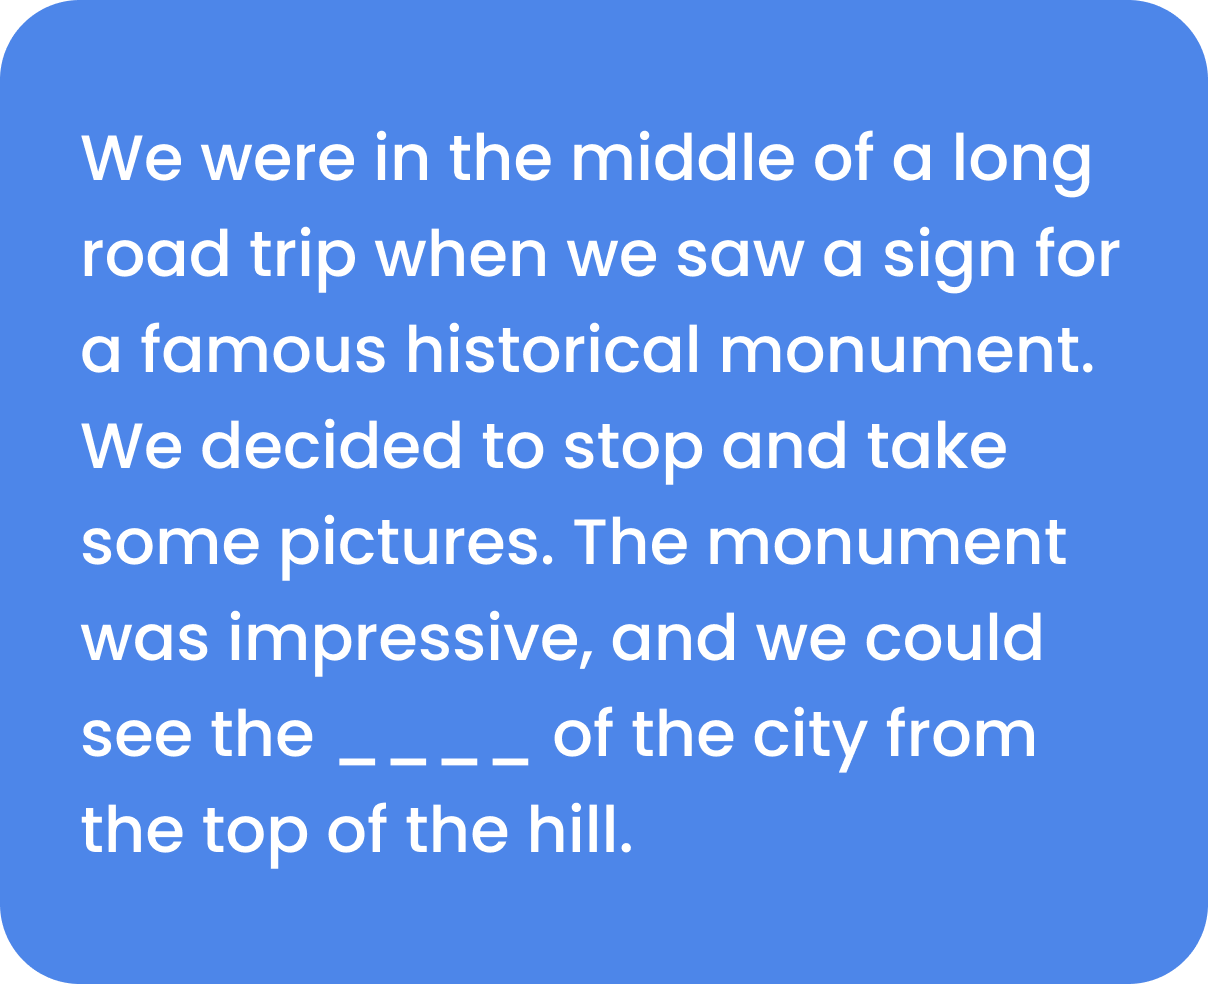 We were in the middle of a long
road trip when we saw a sign for
a famous historical monument.
We decided to stop and take
some pictures. The monument
was impressive, and we could
see the _ _ _ _ of the city from
the top of the hill.